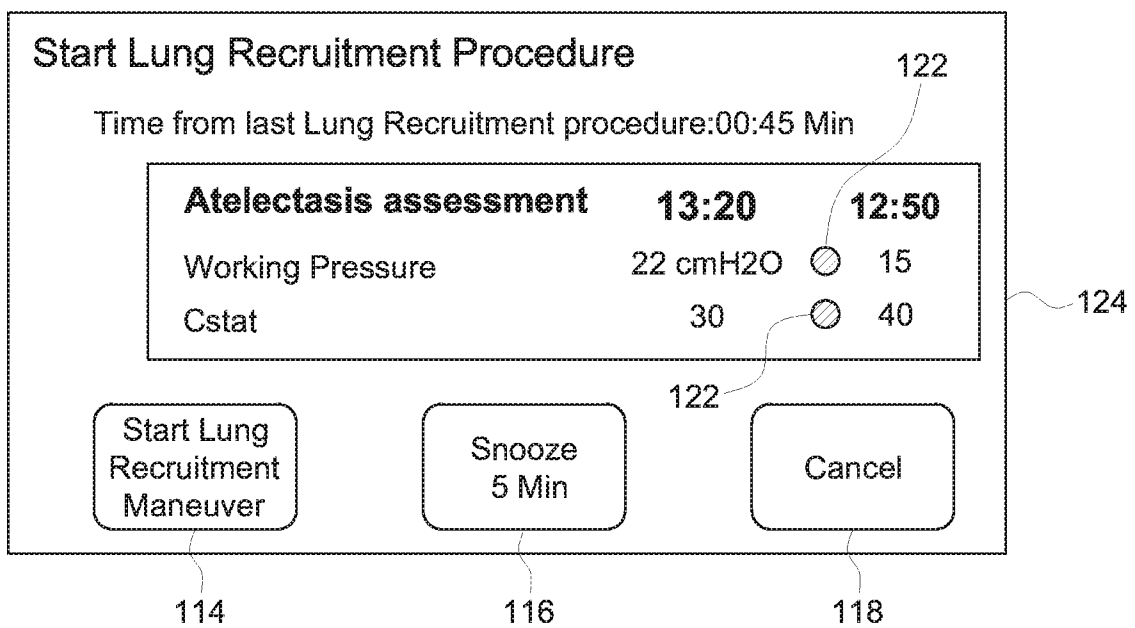 Start Lung Recruitment Procedure
122
Time from last Lung Recruitment procedure:00:45 Min
Atelectasis assessment 13:20 12:50
Working Pressure 22 cmH2O 15
Cstat 30 40
124
122
Start Lung
Recruitment
Maneuver
Snooze
5 Min
Cancel
114 116 118